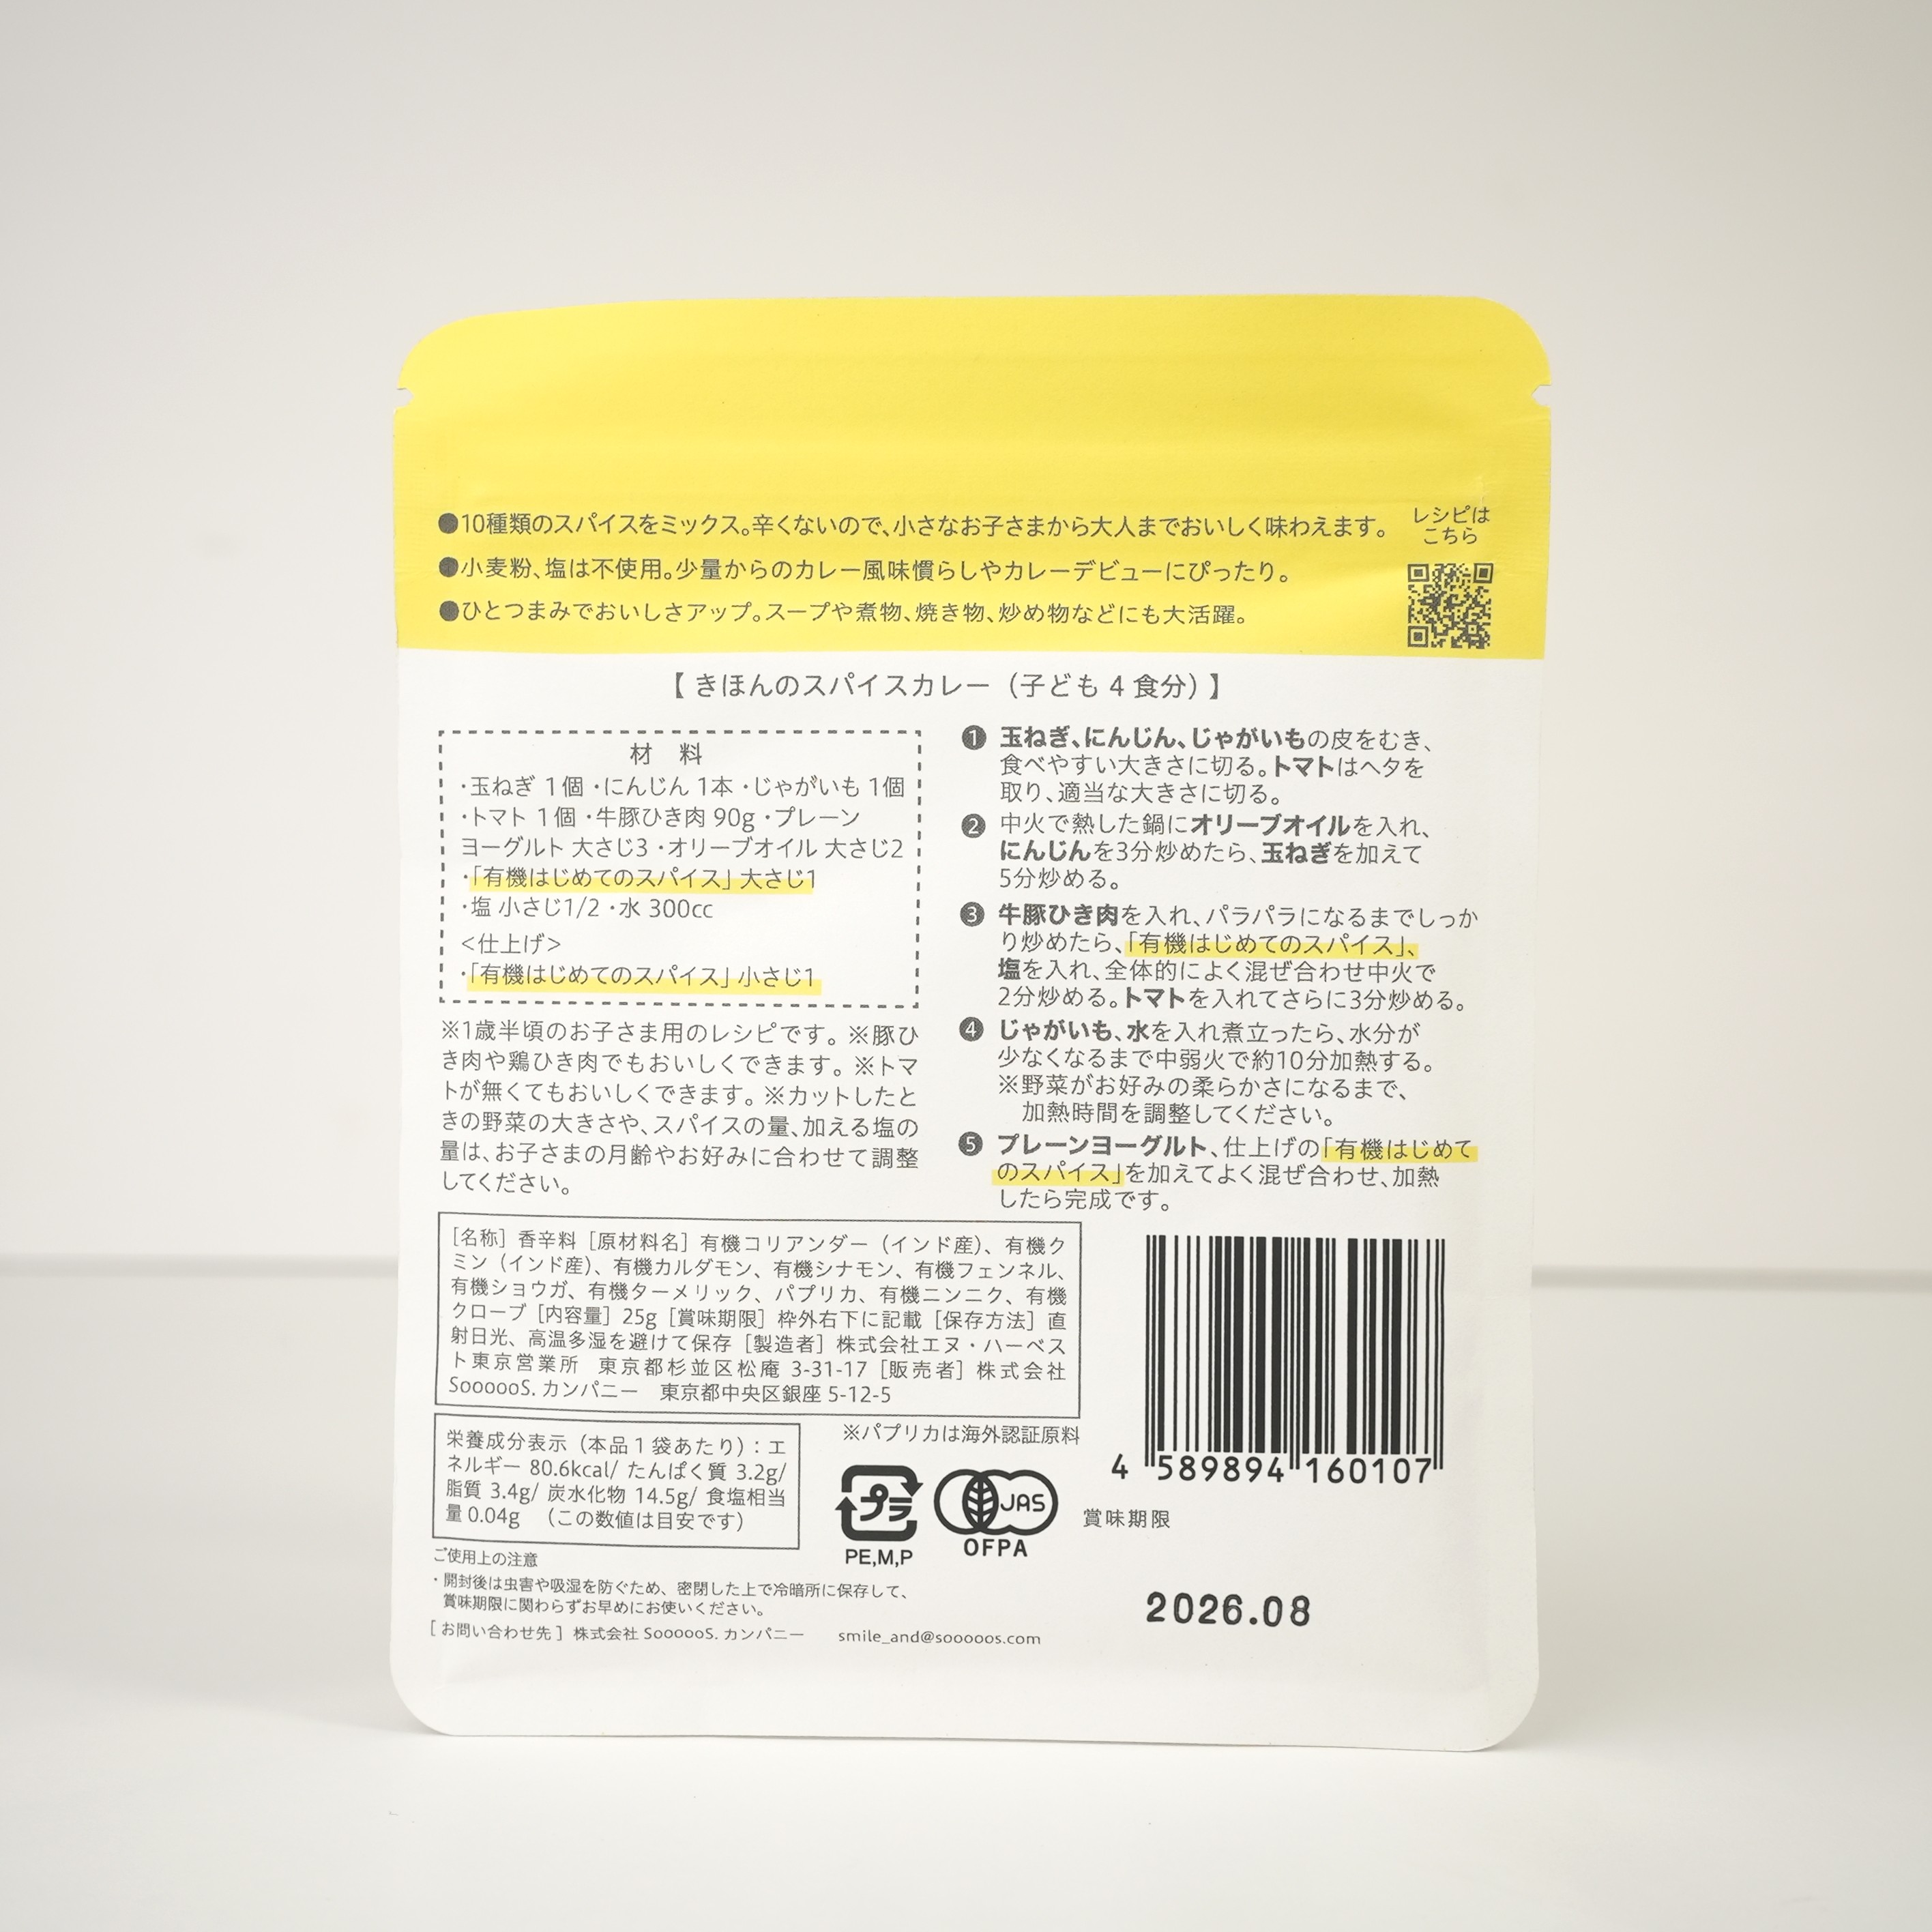 ●10種類のスパイスをミックス。辛くないので、小さなお子さまから大人までおいしく味わえます。
●小麦粉、塩は不使用。少量からのカレー風味慣らしやカレーデビューにぴったり。
●ひとつまみでおいしさアップ。スープや煮物、焼き物、炒め物などにも大活躍。
レシピは
こちら
【 きほんのスパイスカレー（子ども 4 食分）】
材 料
・玉ねぎ 1個 ・にんじん 1本 ・じゃがいも 1個
・トマト 1個 ・牛豚ひき肉 90g ・プレーン
ヨーグルト 大さじ3 ・オリーブオイル 大さじ2
・「有機はじめてのスパイス」 大さじ1
・塩 小さじ1/2 ・水 300cc
<仕上げ>
・「有機はじめてのスパイス」 小さじ1
※1歳半頃のお子さま用のレシピです。※豚ひ
き肉や鶏ひき肉でもおいしくできます。※トマ
トが無くてもおいしくできます。※カットしたと
きの野菜の大きさや、スパイスの量、加える塩の
量は、お子さまの月齢やお好みに合わせて調整
してください。
❶ 玉ねぎ、にんじん、じゃがいもの皮をむき、
食べやすい大きさに切る。トマトはヘタを
取り、適当な大きさに切る。
❷ 中火で熱した鍋にオリーブオイルを入れ、
にんじんを3分炒めたら、玉ねぎを加えて
5分炒める。
❸ 牛豚ひき肉を入れ、パラパラになるまでしっか
り炒めたら、「有機はじめてのスパイス」、
塩を入れ、全体的によく混ぜ合わせ中火で
2分炒める。トマトを入れてさらに3分炒める。
❹ じゃがいも、水を入れ煮立ったら、水分が
少なくなるまで中弱火で約10分加熱する。
※野菜がお好みの柔らかさになるまで、
加熱時間を調整してください。
❺ プレーンヨーグルト、仕上げの「有機はじめて
のスパイス」を加えてよく混ぜ合わせ、加熱
したら完成です。
［名称］香辛料［原材料名］有機コリアンダー（インド産）、有機ク
ミン（インド産）、有機カルダモン、有機シナモン、有機フェンネル、
有機ショウガ、有機ターメリック、パプリカ、有機ニンニク、有機
クローブ［内容量］25g［賞味期限］枠外右下に記載［保存方法］直
射日光、高温多湿を避けて保存［製造者］株式会社エヌ・ハーベス
ト東京営業所 東京都杉並区松庵 3-31-17［販売者］株式会社
SoooooS. カンパニー 東京都中央区銀座 5-12-5
栄養成分表示（本品 1 袋あたり）：エ
ネルギー 80.6kcal/ たんぱく質 3.2g/
脂質 3.4g/ 炭水化物 14.5g/ 食塩相当
量 0.04g （この数値は目安です）
※パプリカは海外認証原料
プラ
PE,M,P
JAS
OFPA
4 589894 160107
賞味期限
2026.08
ご使用上の注意
・開封後は虫害や吸湿を防ぐため、密閉した上で冷暗所に保存して、
賞味期限に関わらずお早めにお使いください。
［お問い合わせ先］株式会社 SoooooS. カンパニー smile_and@sooooos.com